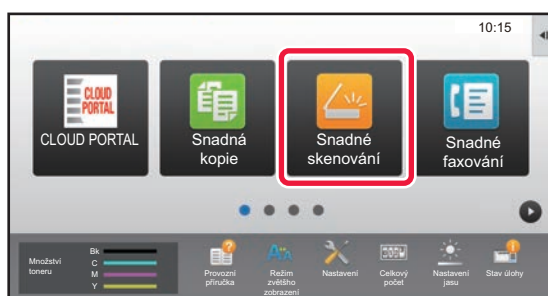 10:15
CLOUD
PORTAL
CLOUD PORTAL
Snadná
kopie
Snadné
skenování
Snadné
faxování
Množství
toneru
Bk
C
M
Y
Provozní
příručka
Režim
zvětšho
zobrazení
Nastavení
Celkový
počet
Nastavení
jasu
Stav úlohy